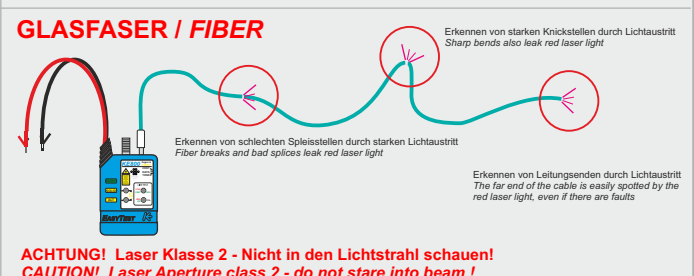 GLASFASER / FIBER
Erkennen von starken Knickstellen durch Lichtaustritt
Sharp bends also leak red laser light
Erkennen von schlechten Spleisstellen durch starken Lichtaustritt
Fiber breaks and bad splices leak red laser light
Erkennen von Leitungsenden durch Lichtaustritt
The far end of the cable is easily spotted by the
red laser light, even if there are faults
EASYTEST
ACHTUNG! Laser Klasse 2 - Nicht in den Lichtstrahl schauen!
CAUTION! Laser Aperture class 2 - do not stare into beam !